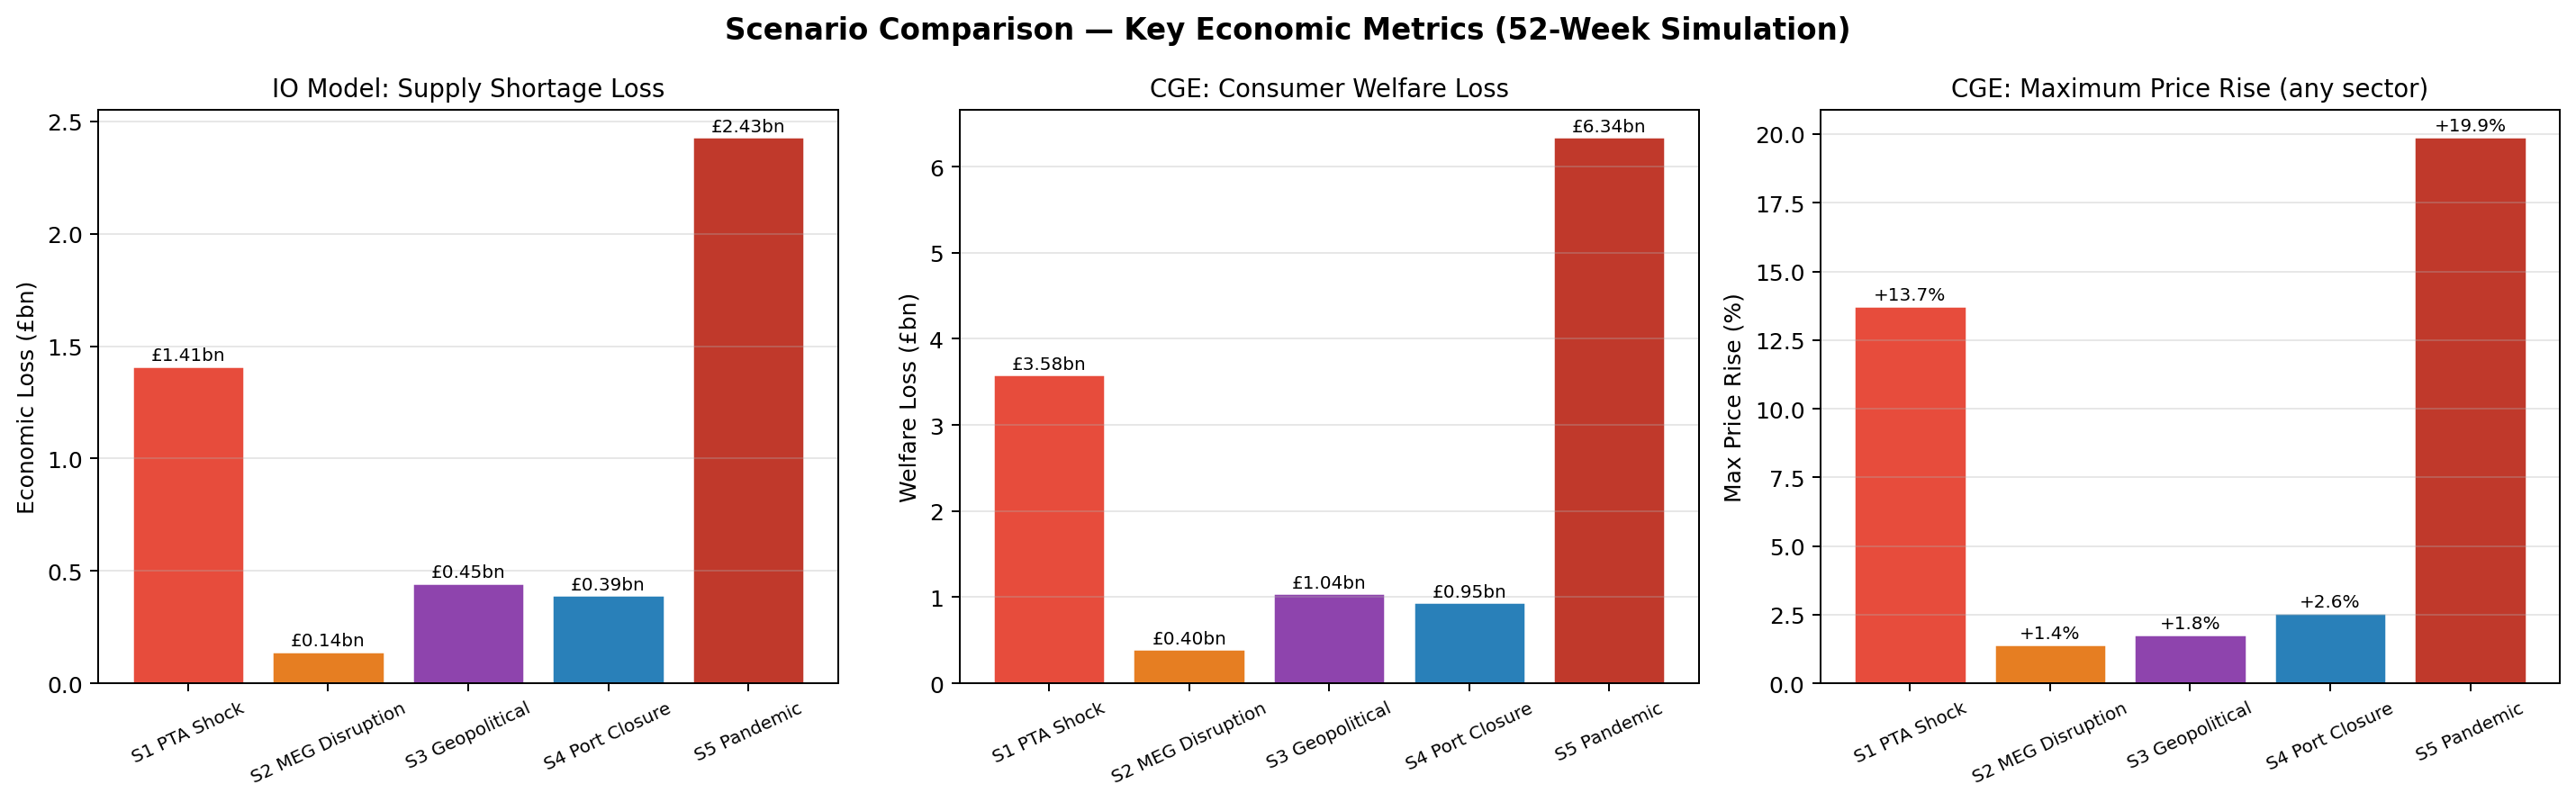 Scenario Comparison — Key Economic Metrics (52-Week Simulation)
IO Model: Supply Shortage Loss
Economic Loss (£bn)
2.5
2.0
1.5
1.0
0.5
0.0
£1.41bn
£0.14bn
£0.45bn
£0.39bn
£2.43bn
S1 PTA Shock
S2 MEG Disruption
S3 Geopolitical
S4 Port Closure
S5 Pandemic
CGE: Consumer Welfare Loss
Welfare Loss (£bn)
6
5
4
3
2
1
0
£3.58bn
£0.40bn
£1.04bn
£0.95bn
£6.34bn
S1 PTA Shock
S2 MEG Disruption
S3 Geopolitical
S4 Port Closure
S5 Pandemic
CGE: Maximum Price Rise (any sector)
Max Price Rise (%)
20.0
17.5
15.0
12.5
10.0
7.5
5.0
2.5
0.0
+13.7%
+1.4%
+1.8%
+2.6%
+19.9%
S1 PTA Shock
S2 MEG Disruption
S3 Geopolitical
S4 Port Closure
S5 Pandemic